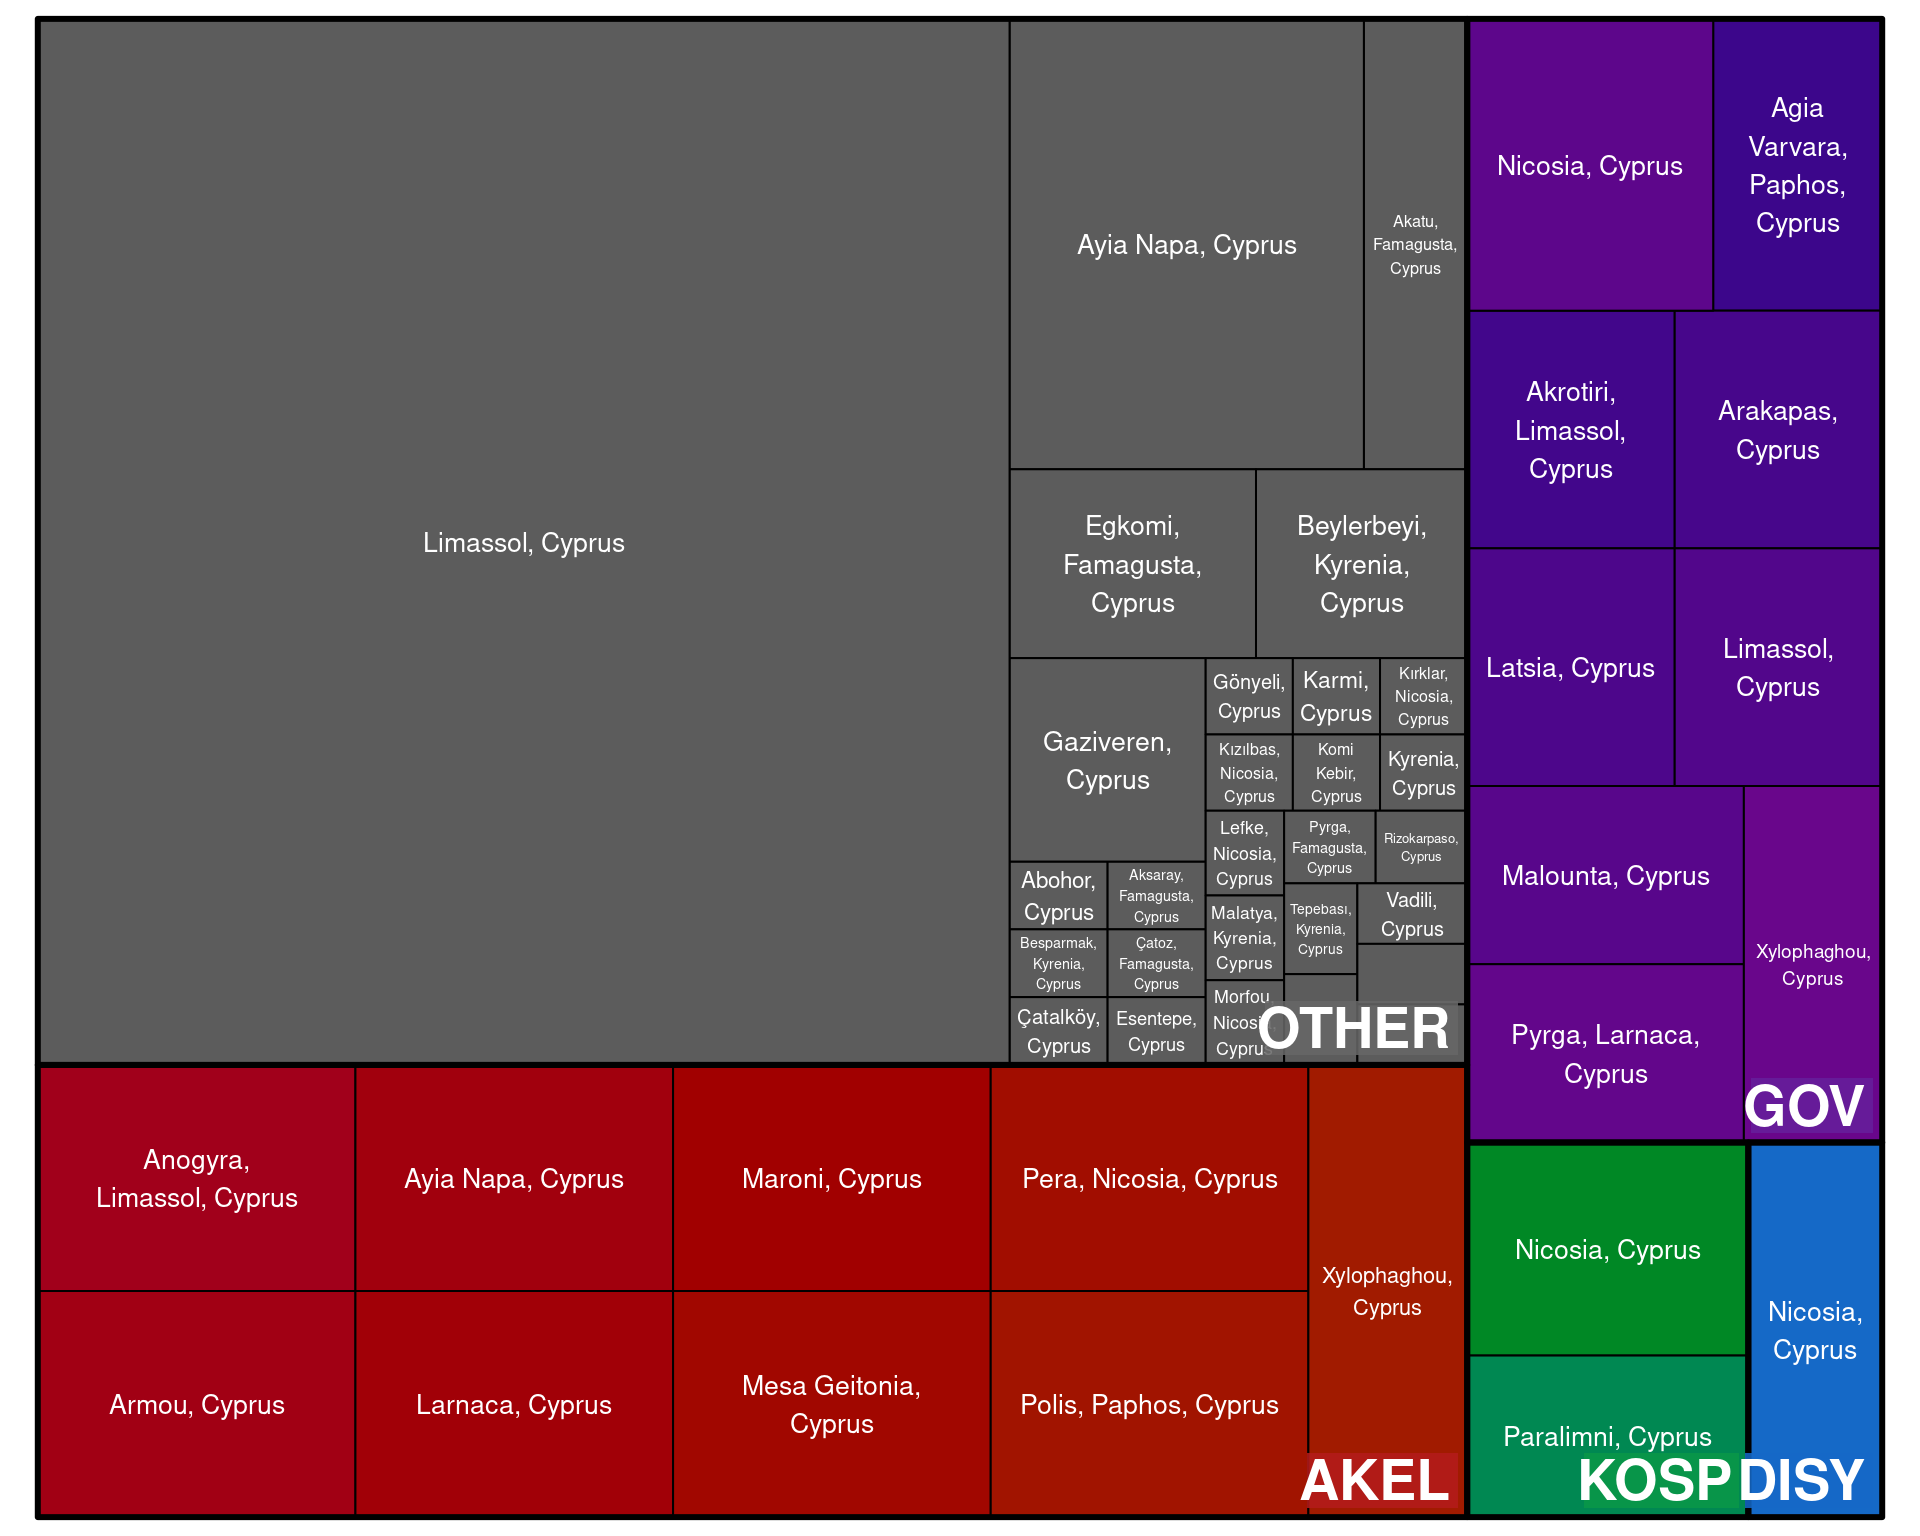 Limassol, Cyprus
Ayia Napa, Cyprus
Akatu,
Famagusta,
Cyprus
Egkomi,
Famagusta,
Cyprus
Beylerbeyi,
Kyrenia,
Cyprus
Gaziveren,
Cyprus
Gönyeli,
Cyprus
Karmi,
Cyprus
Kırklar,
Nicosia,
Cyprus
Kızılbas,
Nicosia,
Cyprus
Komi
Kebir,
Cyprus
Kyrenia,
Cyprus
Lefke,
Nicosia,
Cyprus
Pyrga,
Famagusta,
Cyprus
Rizokarpaso,
Cyprus
Abohor,
Cyprus
Aksaray,
Famagusta,
Cyprus
Besparmak,
Kyrenia,
Cyprus
Çatoz,
Famagusta,
Cyprus
Çatalköy,
Cyprus
Esentepe,
Cyprus
Malatya,
Kyrenia,
Cyprus
Tepebası,
Kyrenia,
Cyprus
Vadili,
Cyprus
Morfou,
Nicosia,
Cyprus
OTHER
Nicosia, Cyprus
Agia
Varvara,
Paphos,
Cyprus
Akrotiri,
Limassol,
Cyprus
Arakapas,
Cyprus
Latsia, Cyprus
Limassol,
Cyprus
Malounta, Cyprus
Xylophaghou,
Cyprus
Pyrga, Larnaca,
Cyprus
GOV
Anogyra,
Limassol, Cyprus
Ayia Napa, Cyprus
Maroni, Cyprus
Pera, Nicosia, Cyprus
Xylophaghou,
Cyprus
Armou, Cyprus
Larnaca, Cyprus
Mesa Geitonia,
Cyprus
Polis, Paphos, Cyprus
AKEL
Nicosia, Cyprus
Paralimni, Cyprus
KOSP
Nicosia,
Cyprus
DISY